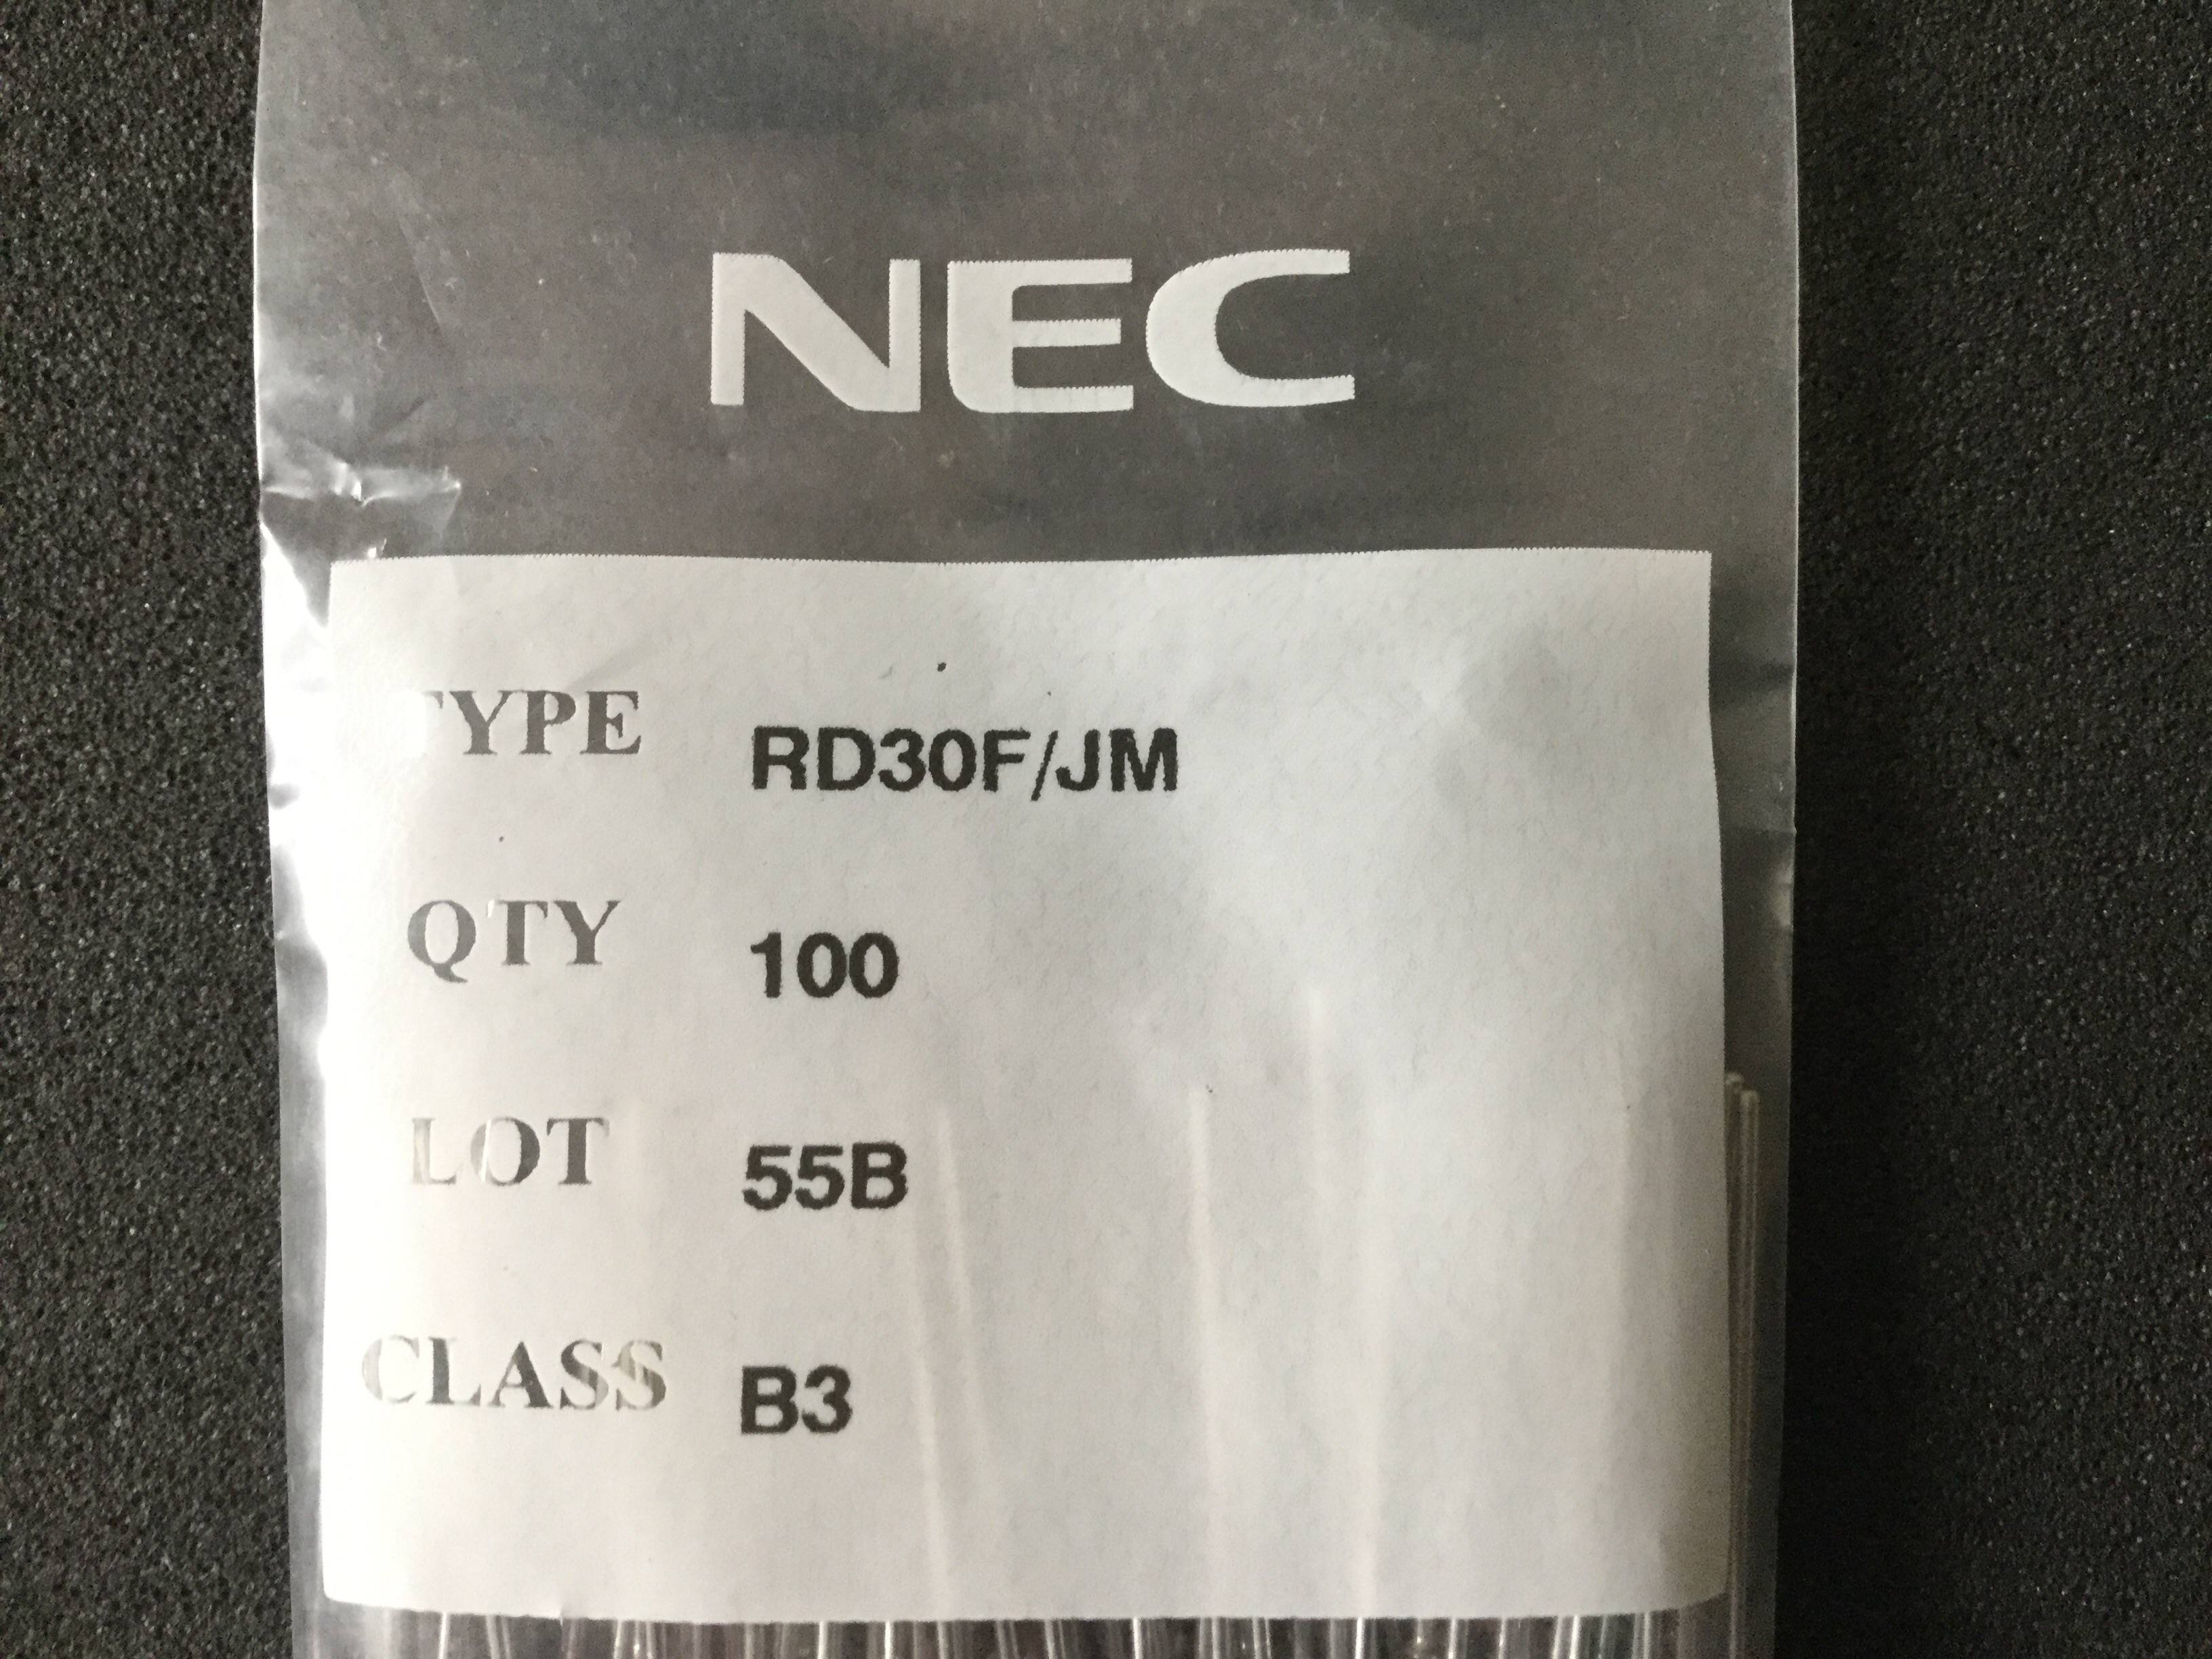 NEC
TYPE RD30F/JM
QTY 100
LOT 55B
CLASS B3